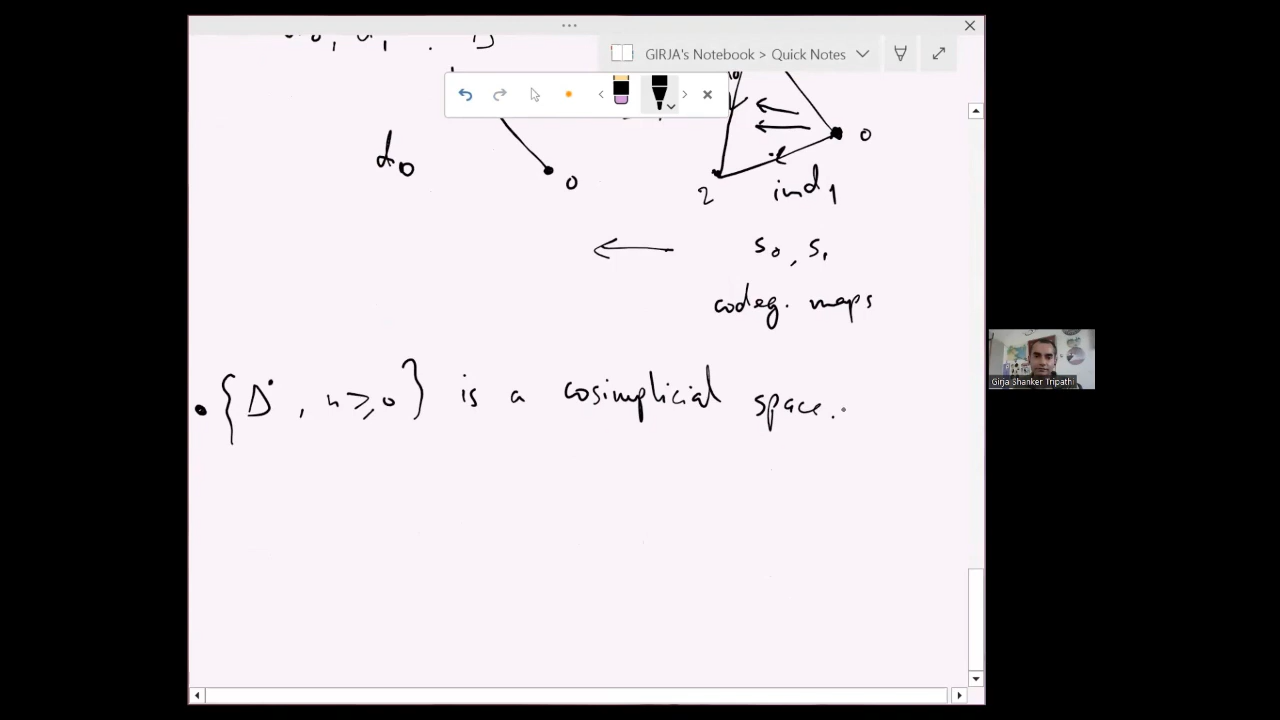 GIRJA's Notebook > Quick Notes
d₀
0
0
2
ind₁
s₀, s₁
codeg. maps
{Δ˙, n ≥ 0} is a cosimplicial space.
Girja Shanker Tripathi